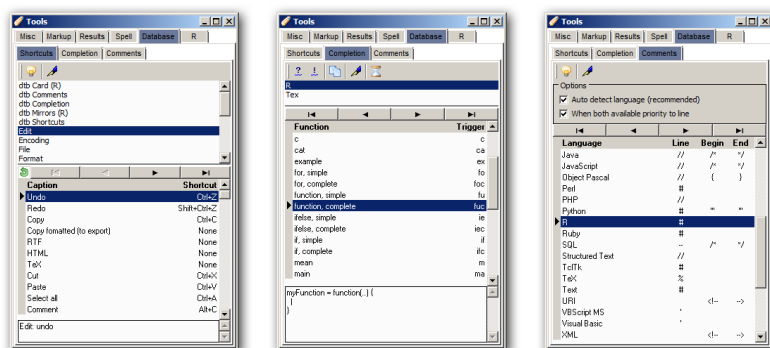 Tools
Misc Markup Results Spell Database R
Shortcuts Completion Comments
dtb Card (R)
dtb Comments
dtb Completion
dtb Mirrors (R)
dtb Shortcuts
Edit
Encoding
File
Format
Caption Shortcut
Undo Ctrl+Z
Redo Shift+Ctrl+Z
Copy Ctrl+C
Copy fomatted (to export) None
RTF None
HTML None
TeX None
Cut Ctrl+X
Paste Ctrl+V
Select all Ctrl+A
Comment Alt+C
Edit: undo
Tools
Misc Markup Results Spell Database R
Shortcuts Completion Comments
R
Tex
Function Trigger
c c
cat ca
example ex
for, simple fo
for, complete foc
function, simple fu
function, complete fuc
ifelse, simple ie
ifelse, complete iec
if, simple if
if, complete ifc
mean m
main ma
myFunction = function(..) {
|
}
Tools
Misc Markup Results Spell Database R
Shortcuts Completion Comments
Options
Auto detect language (recommended)
When both available priority to line
Language Line Begin End
Java // /* */
JavaScript // /* */
Object Pascal // { }
Perl #
PHP //
Python # " "
R #
Ruby #
SQL -- /* */
Structured Text //
TclTk #
TeX %
Text #
URI <!-- -->
VBScript MS '
Visual Basic '
XML <!-- -->